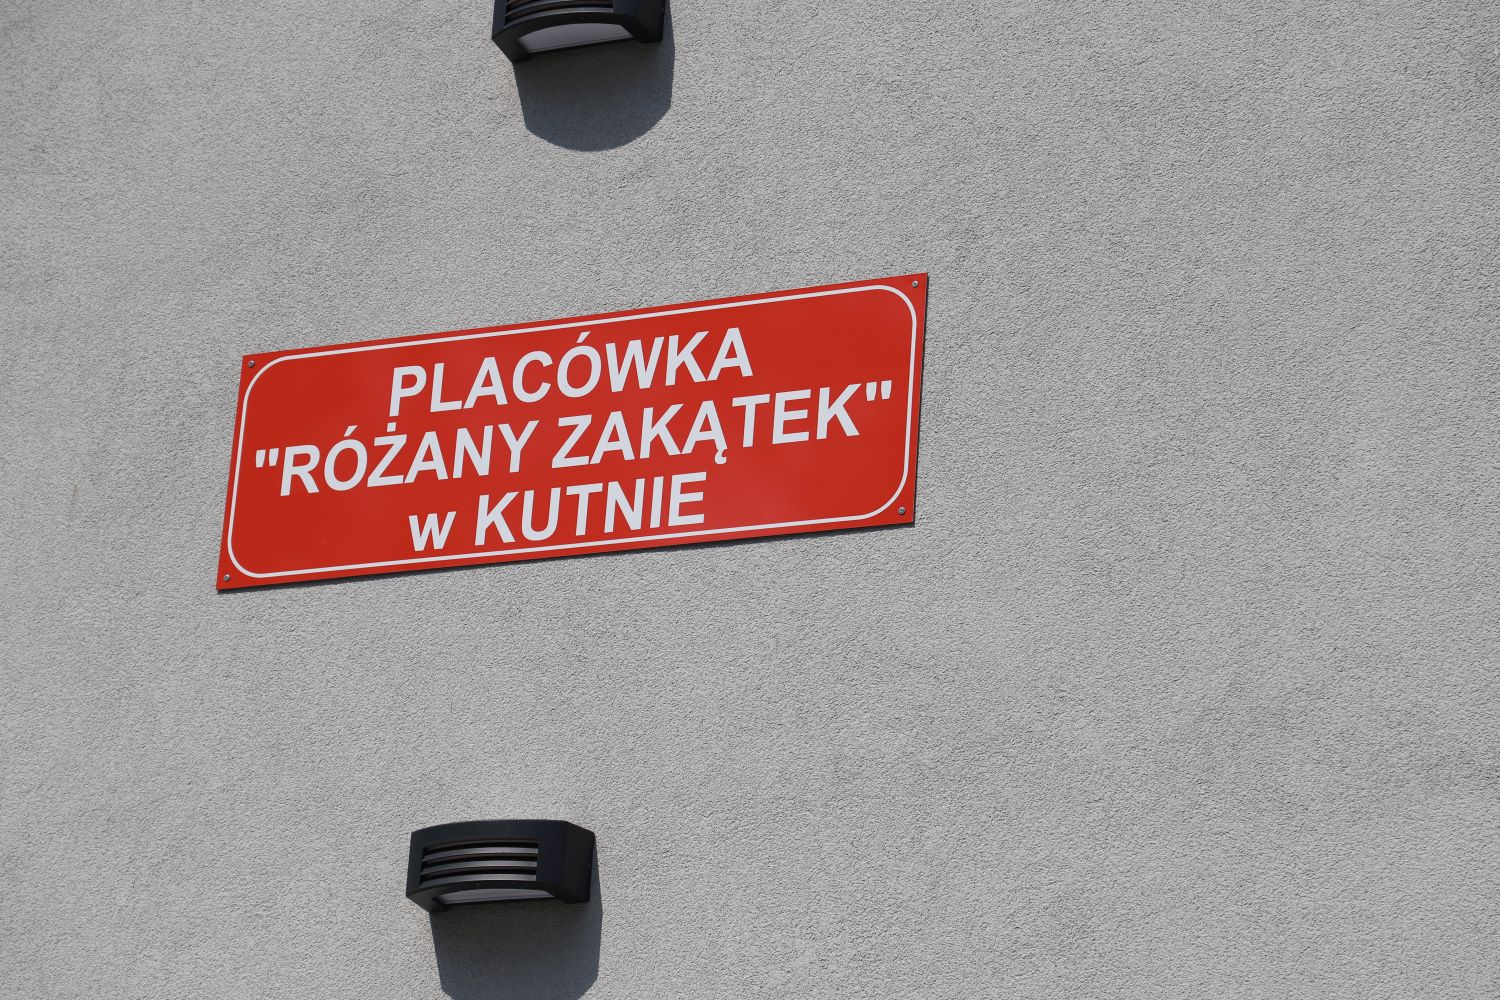 PLACÓWKA
"RÓŻANY ZAKĄTEK"
w KUTNIE